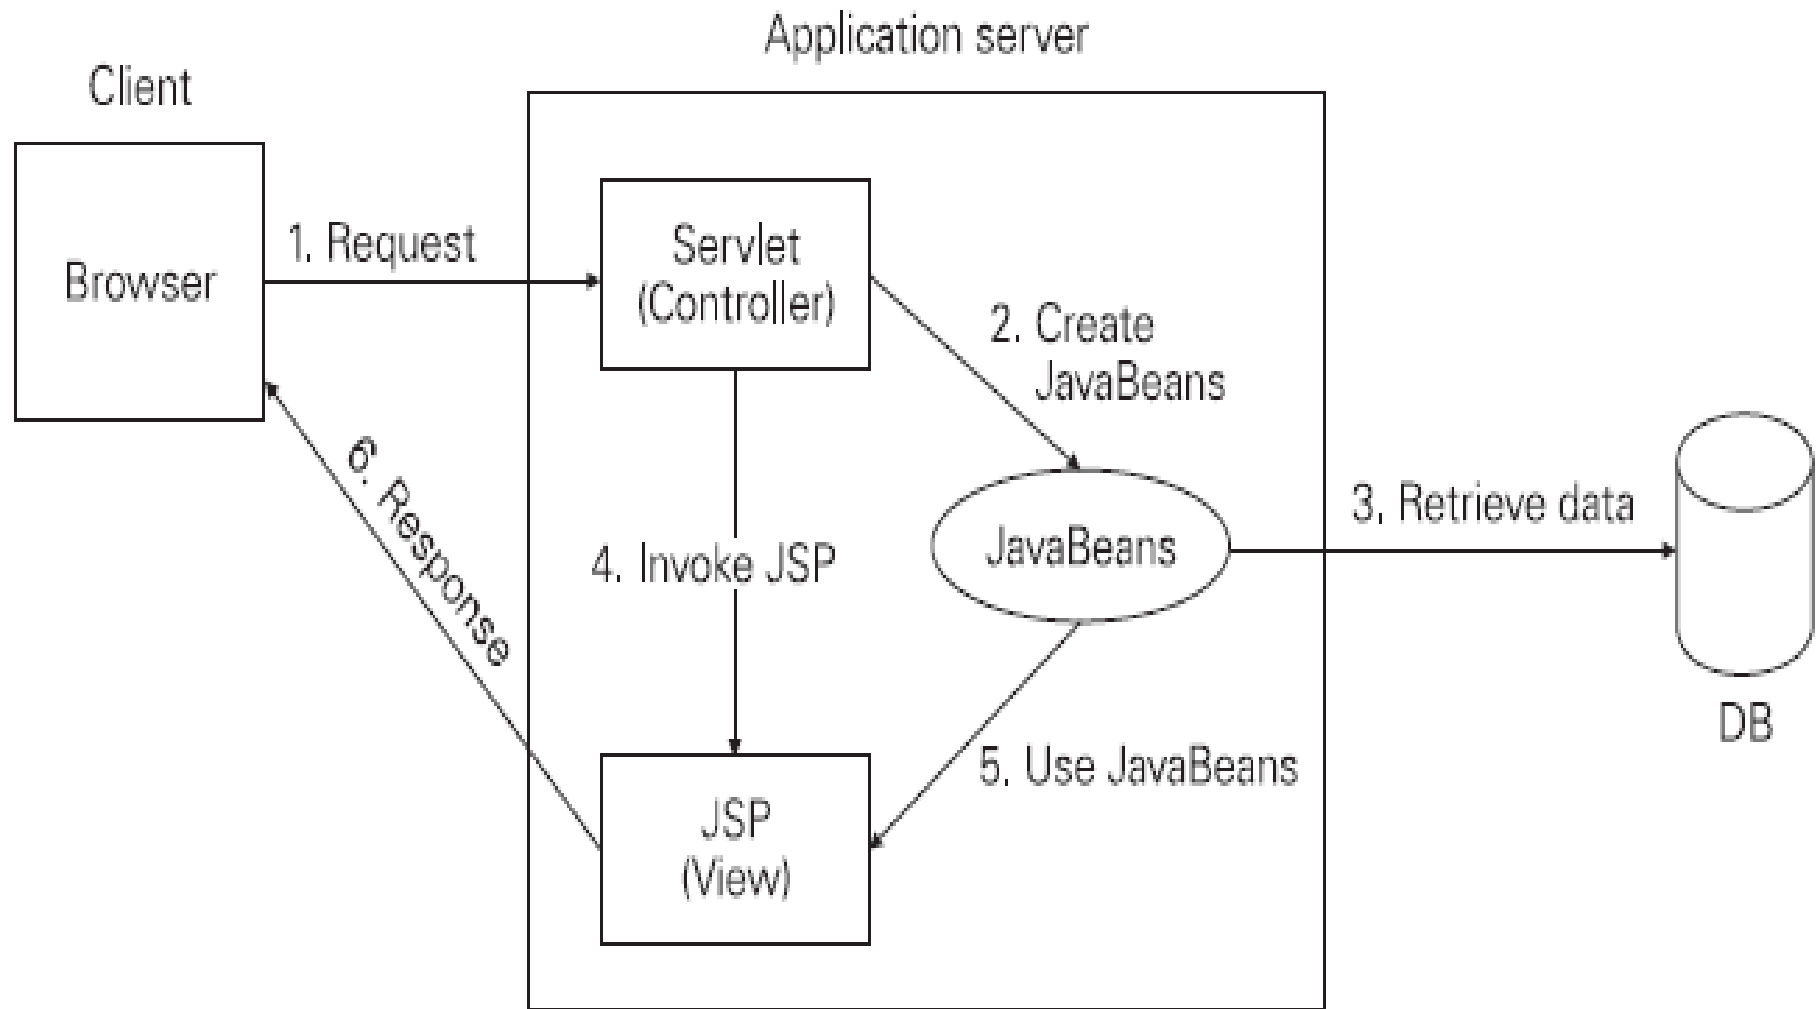 Application server
Client
Browser
1. Request
Servlet
(Controller)
2. Create
JavaBeans
JavaBeans
3. Retrieve data
DB
4. Invoke JSP
5. Use JavaBeans
JSP
(View)
6. Response